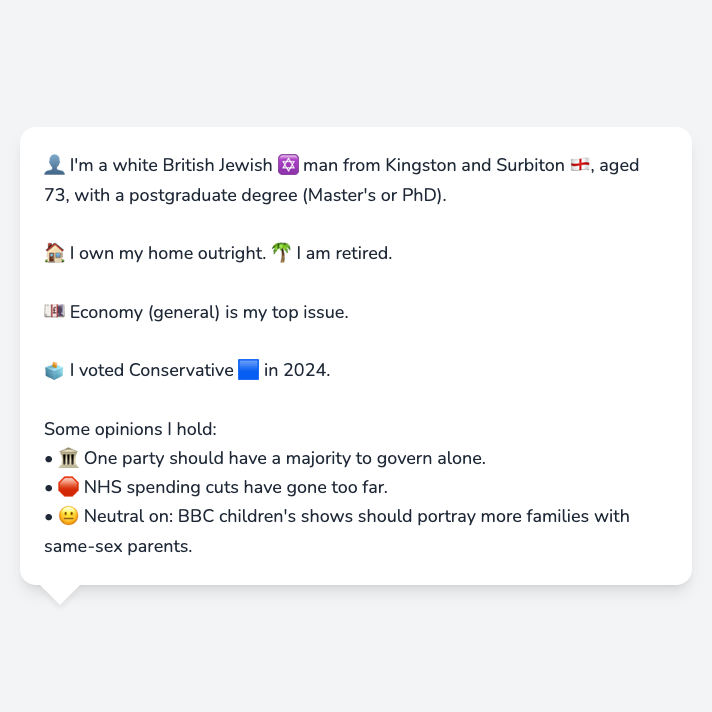 👤 I'm a white British Jewish ✡️ man from Kingston and Surbiton 🏴󠁧󠁢󠁥󠁮󠁧󠁿, aged
73, with a postgraduate degree (Master's or PhD).
🏠 I own my home outright. 🌴 I am retired.
💷 Economy (general) is my top issue.
🗳️ I voted Conservative 🟦 in 2024.
Some opinions I hold:
• 🏛️ One party should have a majority to govern alone.
• 🛑 NHS spending cuts have gone too far.
• 😐 Neutral on: BBC children's shows should portray more families with
same-sex parents.